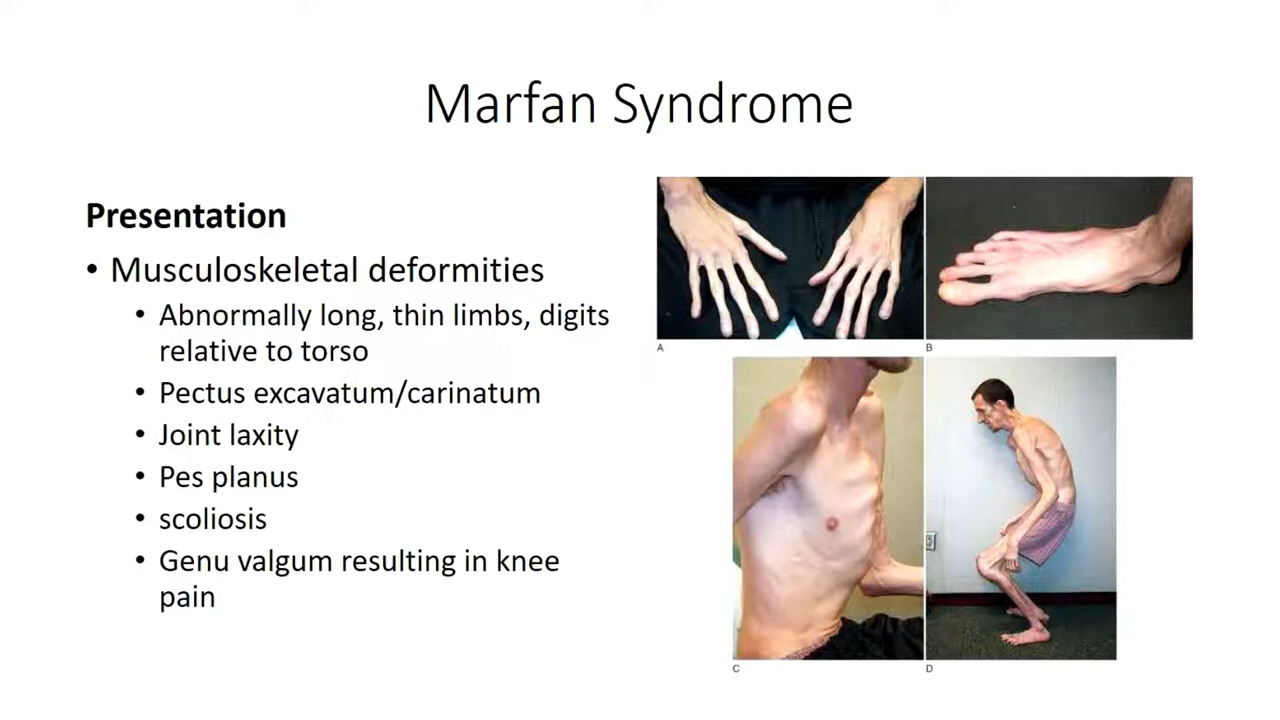 Marfan Syndrome
Presentation
• Musculoskeletal deformities
• Abnormally long, thin limbs, digits
relative to torso
• Pectus excavatum/carinatum
• Joint laxity
• Pes planus
• scoliosis
• Genu valgum resulting in knee
pain
A
B
C
D